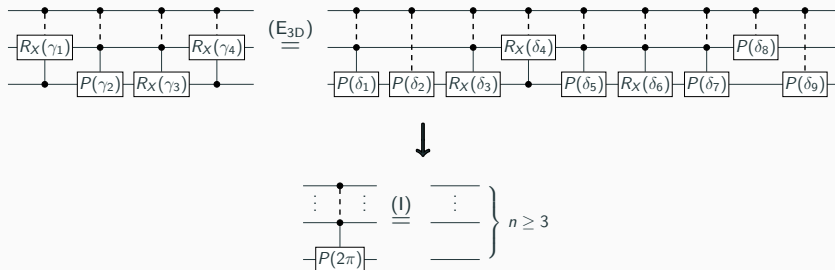 (E₃D)
=
R_X(γ₁) R_X(γ₄) R_X(δ₄) P(δ₈)
P(γ₂) R_X(γ₃) P(δ₁) P(δ₂) R_X(δ₃) P(δ₅) R_X(δ₆) P(δ₇) P(δ₉)
(I)
=
n ≥ 3
P(2π)